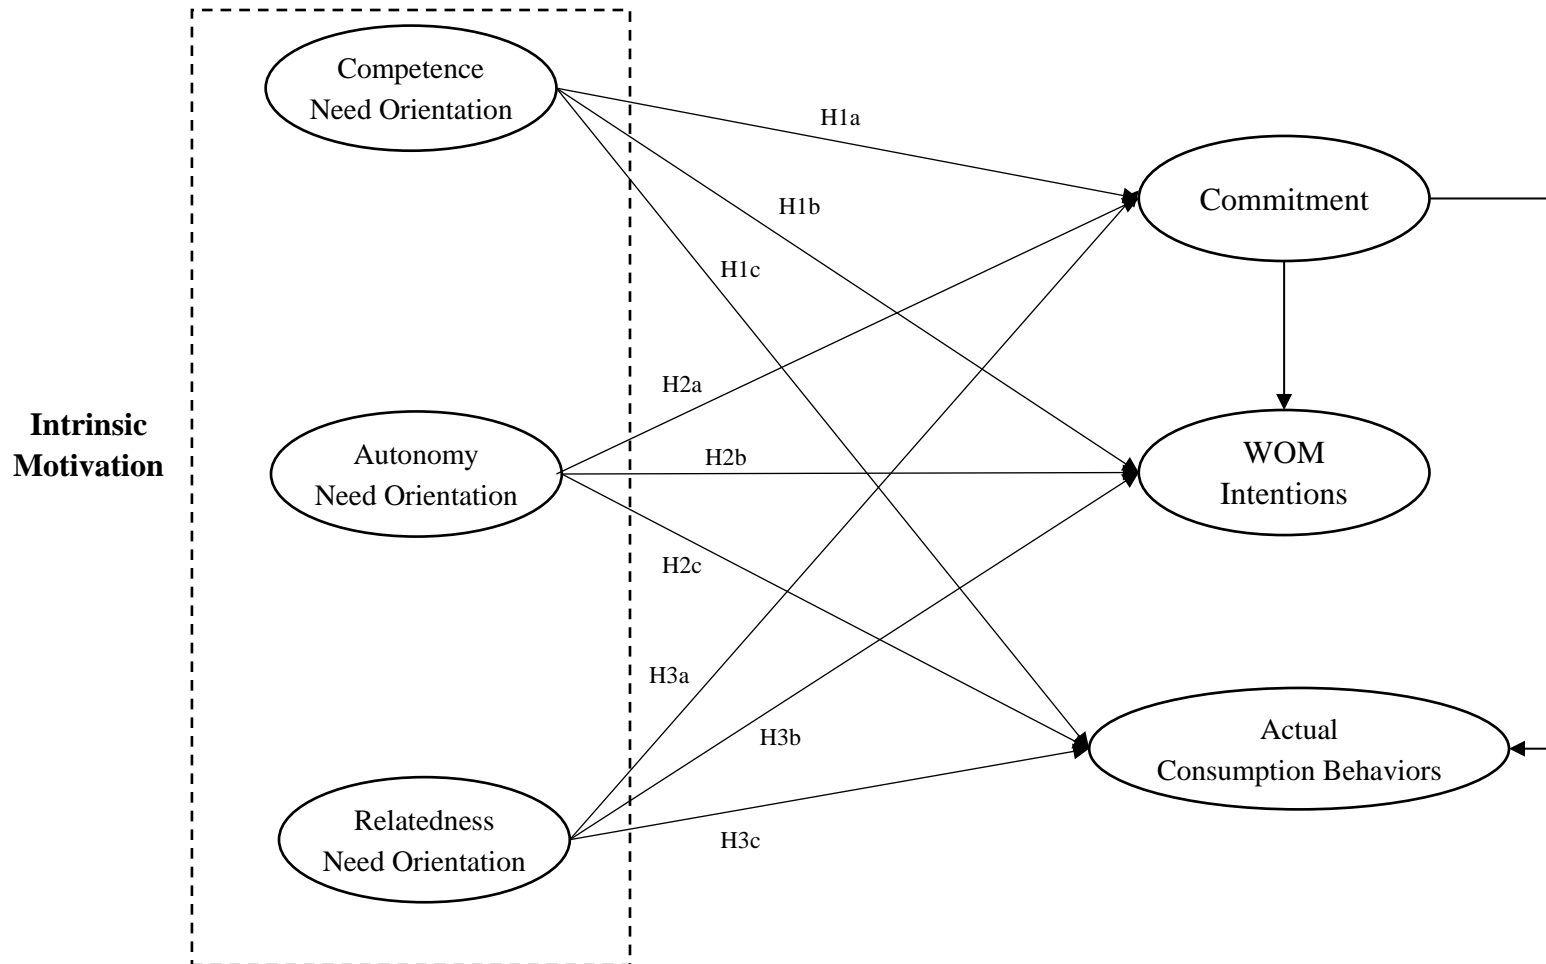 Competence
Need Orientation
H1a
Commitment
H1b
H1c
H2a
Intrinsic
Motivation
Autonomy
Need Orientation
H2b
WOM
Intentions
H2c
H3a
H3b
Actual
Consumption Behaviors
Relatedness
Need Orientation
H3c